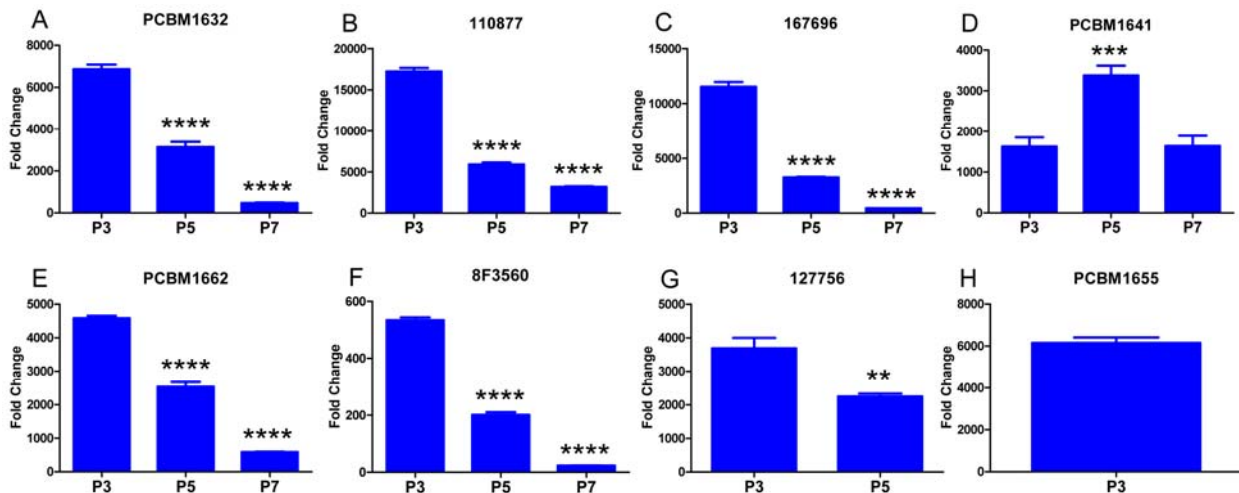 A
PCBM1632
Fold Change
8000
6000
4000
2000
0
****
****
P3 P5 P7
B
110877
Fold Change
20000
15000
10000
5000
0
****
****
P3 P5 P7
C
167696
Fold Change
15000
10000
5000
0
****
****
P3 P5 P7
D
PCBM1641
Fold Change
4000
3000
2000
1000
0
***
P3 P5 P7
E
PCBM1662
Fold Change
5000
4000
3000
2000
1000
0
****
****
P3 P5 P7
F
8F3560
Fold Change
600
400
200
0
****
****
P3 P5 P7
G
127756
Fold Change
5000
4000
3000
2000
1000
0
**
P3 P5
H
PCBM1655
Fold Change
8000
6000
4000
2000
0
P3